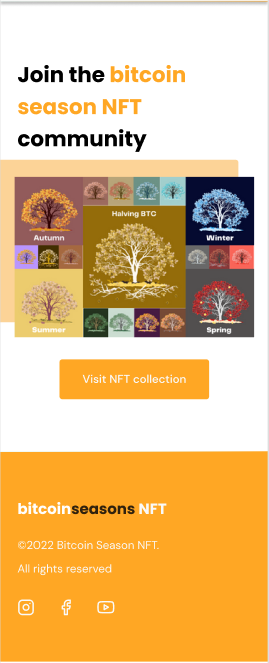 Join the bitcoin
season NFT
community
Halving BTC
Autumn
Winter
Summer
Spring
Visit NFT collection
bitcoinseasons NFT
©2022 Bitcoin Season NFT.
All rights reserved